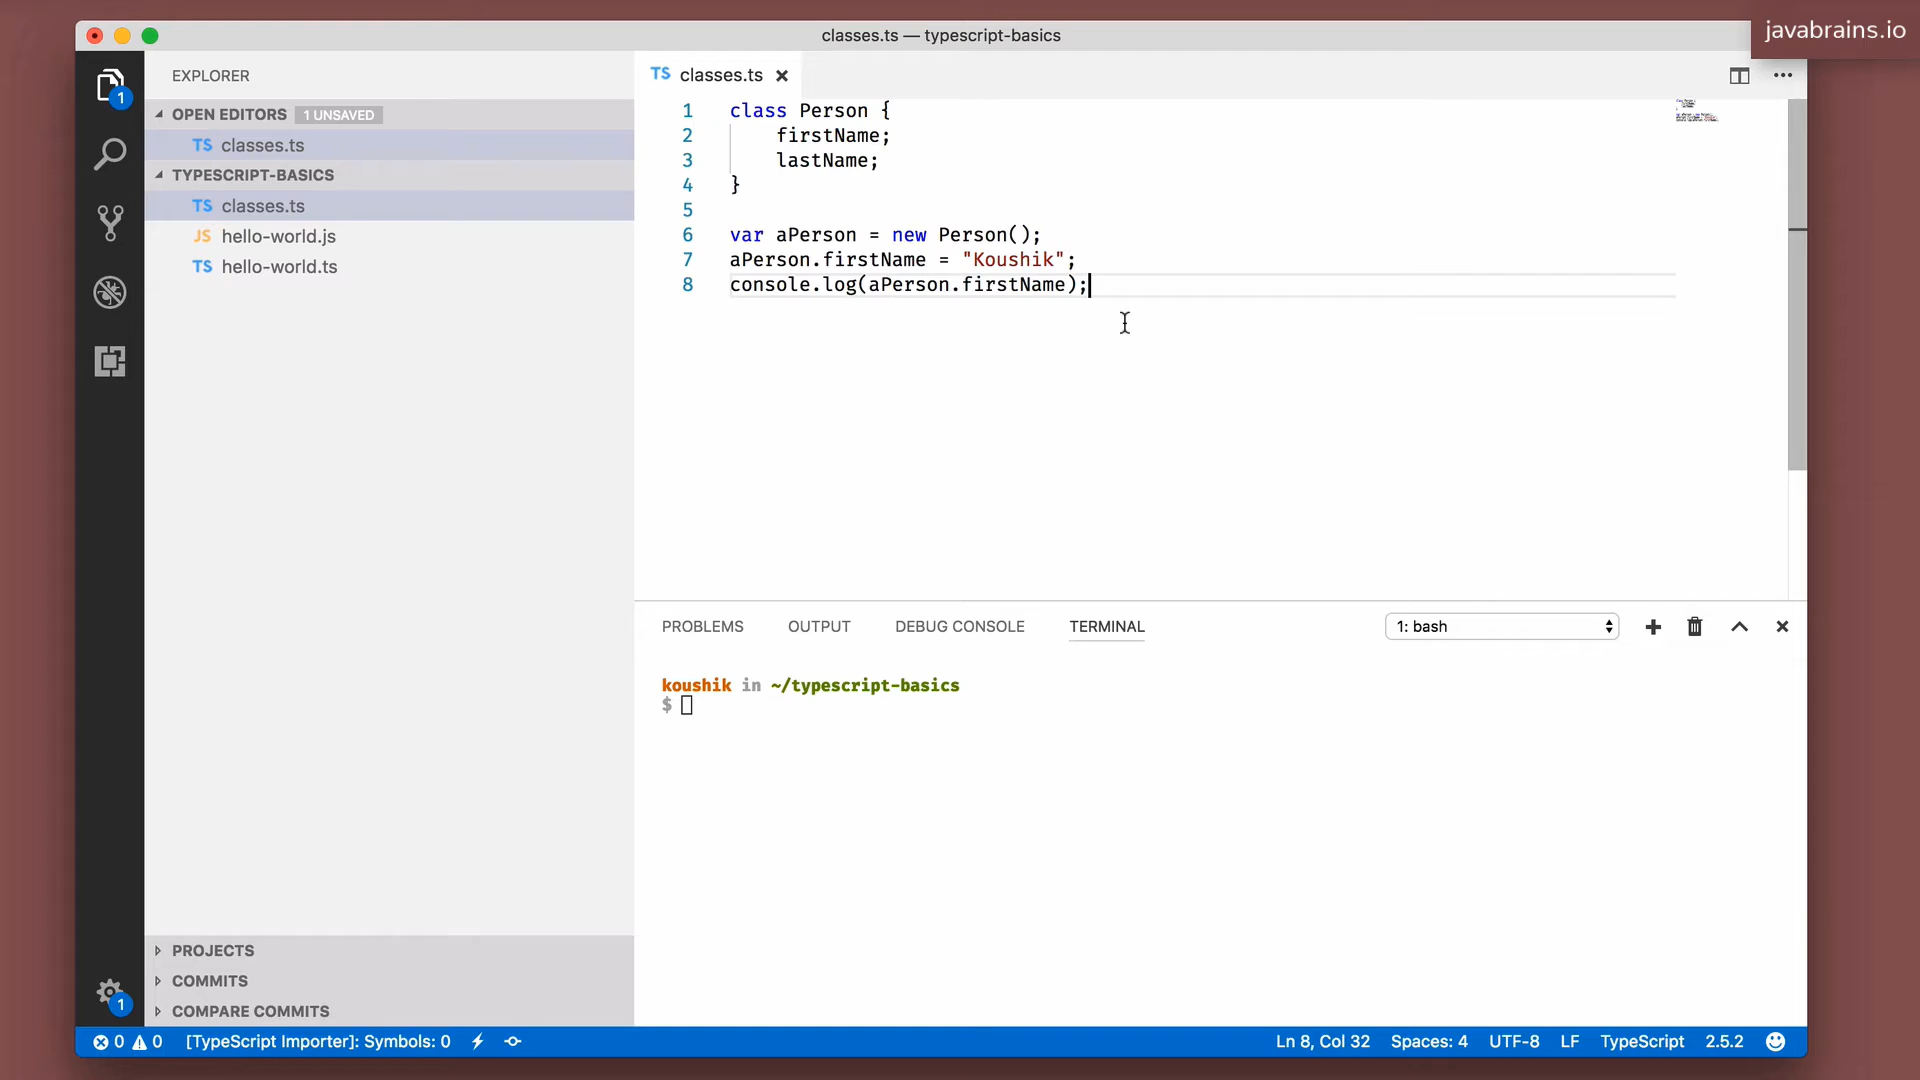 classes.ts — typescript-basics
javabrains.io
EXPLORER
OPEN EDITORS 1 UNSAVED
TS classes.ts
TYPESCRIPT-BASICS
TS classes.ts
JS hello-world.js
TS hello-world.ts
PROJECTS
COMMITS
COMPARE COMMITS
1
1
TS classes.ts
1 class Person {
2 firstName;
3 lastName;
4 }
5
6 var aPerson = new Person();
7 aPerson.firstName = "Koushik";
8 console.log(aPerson.firstName);
PROBLEMS OUTPUT DEBUG CONSOLE TERMINAL 1: bash
koushik in ~/typescript-basics
$
0 0 [TypeScript Importer]: Symbols: 0 Ln 8, Col 32 Spaces: 4 UTF-8 LF TypeScript 2.5.2